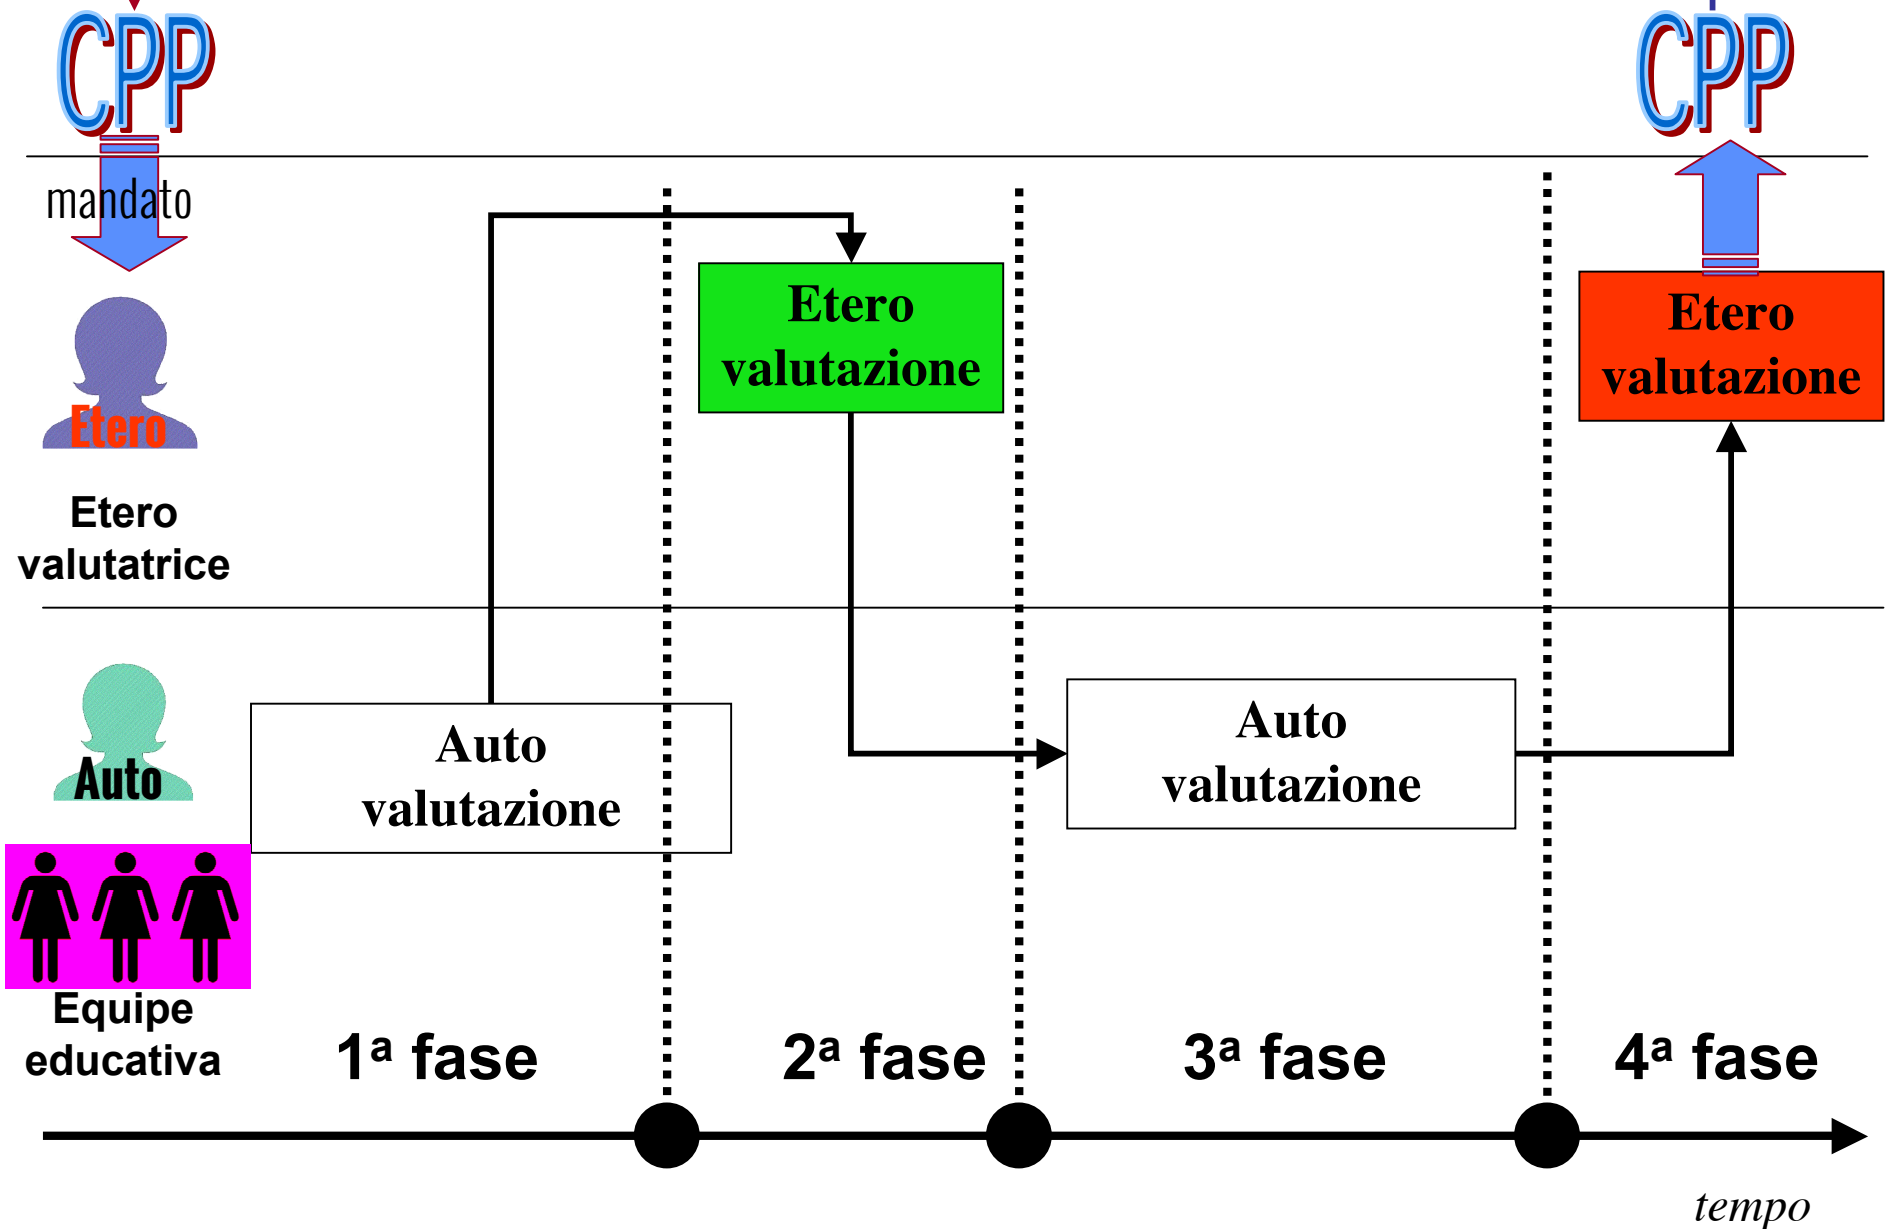 CPP
CPP
mandato
Etero
valutazione
Etero
valutazione
Etero
Etero
valutatrice
Auto
valutazione
Auto
valutazione
Auto
Equipe
educativa
1ª fase
2ª fase
3ª fase
4ª fase
tempo